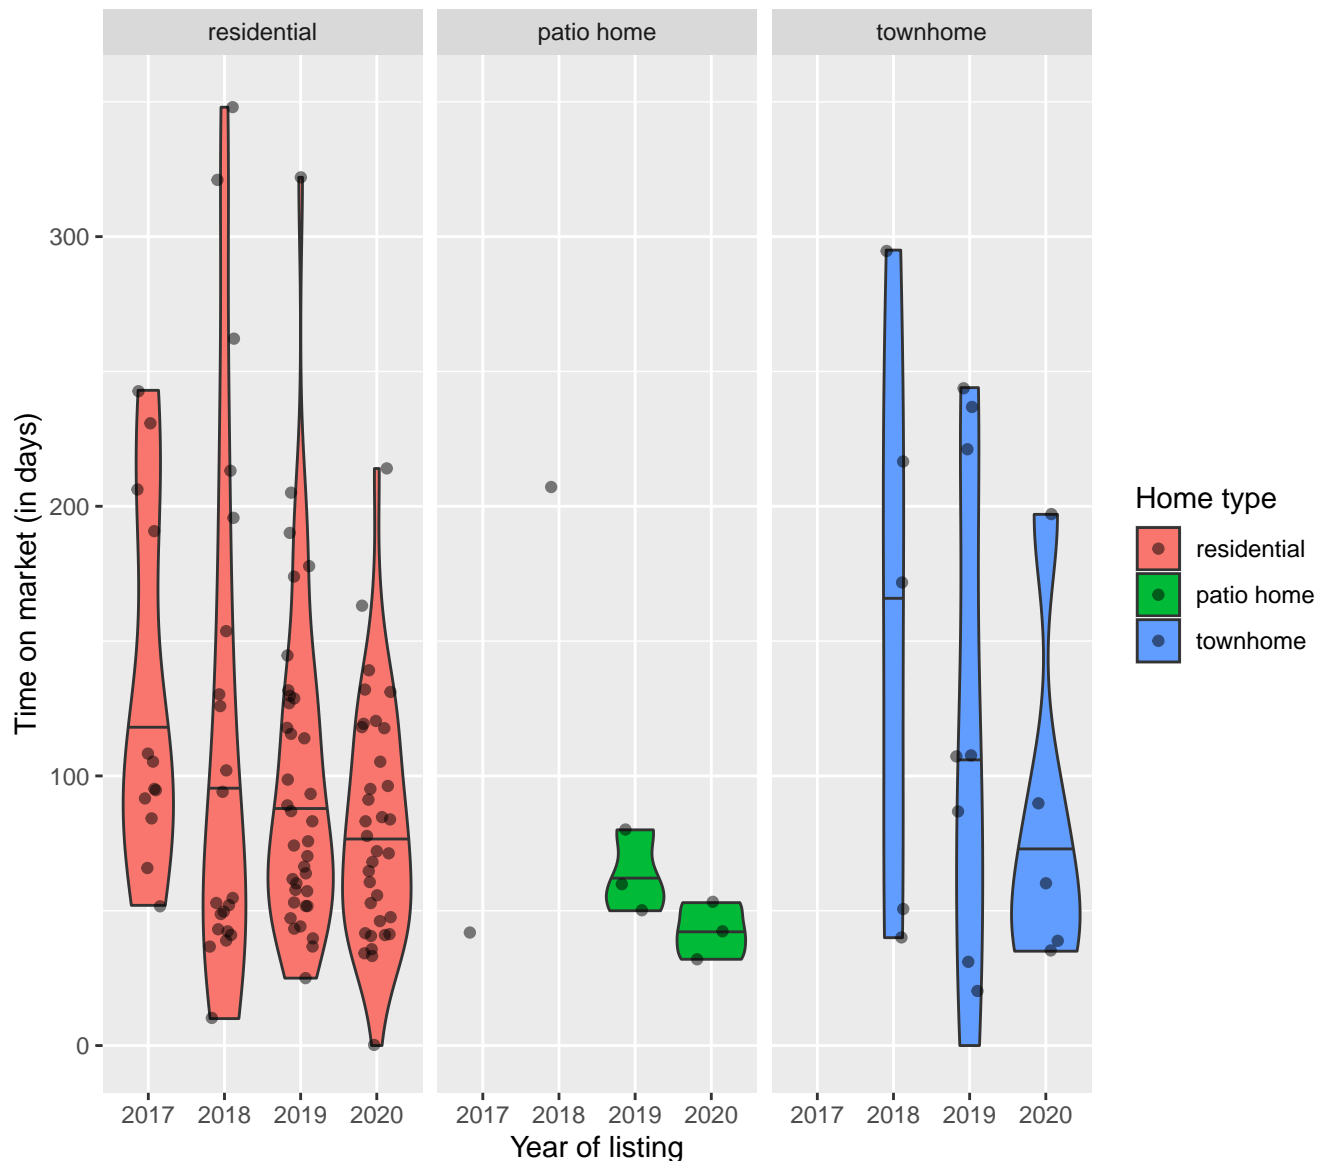 residential patio home townhome
300
200
100
0
Time on market (in days)
2017 2018 2019 2020 2017 2018 2019 2020 2017 2018 2019 2020
Year of listing
Home type
residential
patio home
townhome